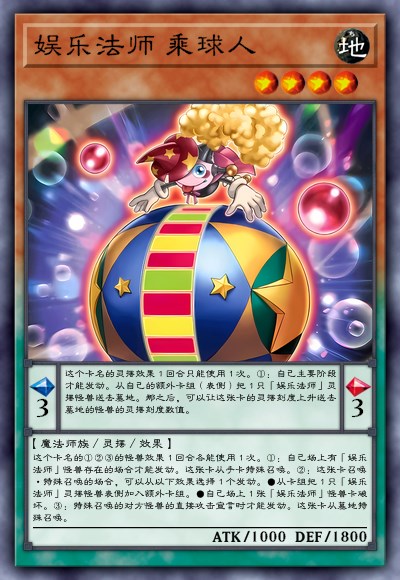 娱乐法师 乘球人
地
这个卡名的灵摆效果1回合只能使用1次。①：自己主要阶段
才能发动。从自己的额外卡组（表侧）把1只「娱乐法师」灵
摆怪兽送去墓地。那之后，可以让这张卡的灵摆刻度上升送去
墓地的怪兽的灵摆刻度数值。
3
3
【魔法师族／灵摆／效果】
这个卡名的①②③的怪兽效果1回合各能使用1次。①：自己场上有「娱乐
法师」怪兽存在的场合才能发动。这张卡从手卡特殊召唤。②：这张卡召唤
·特殊召唤的场合，可以从以下效果选择1个发动。●从卡组把1只「娱乐法
师」灵摆怪兽表侧加入额外卡组。●自己场上1张「娱乐法师」怪兽卡破
坏。③：特殊召唤的对方怪兽的直接攻击宣言时才能发动。这张卡从墓地特
殊召唤。
ATK/1000 DEF/1800